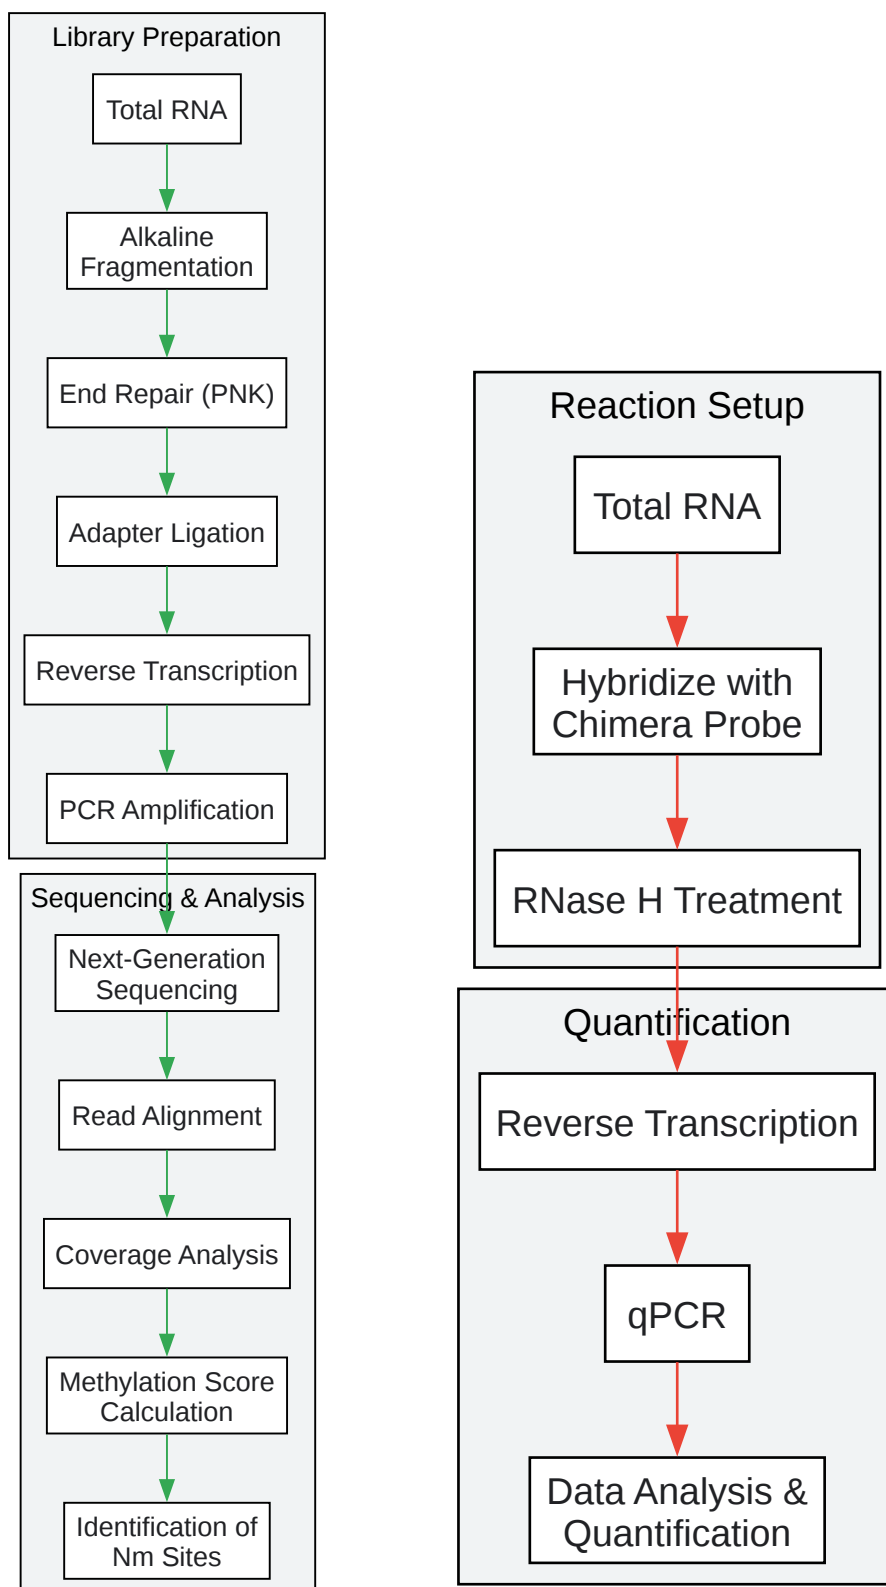 Library Preparation
Total RNA
Alkaline
Fragmentation
End Repair (PNK)
Adapter Ligation
Reverse Transcription
PCR Amplification
Sequencing & Analysis
Next-Generation
Sequencing
Read Alignment
Coverage Analysis
Methylation Score
Calculation
Identification of
Nm Sites
Reaction Setup
Total RNA
Hybridize with
Chimera Probe
RNase H Treatment
Quantification
Reverse Transcription
qPCR
Data Analysis &
Quantification